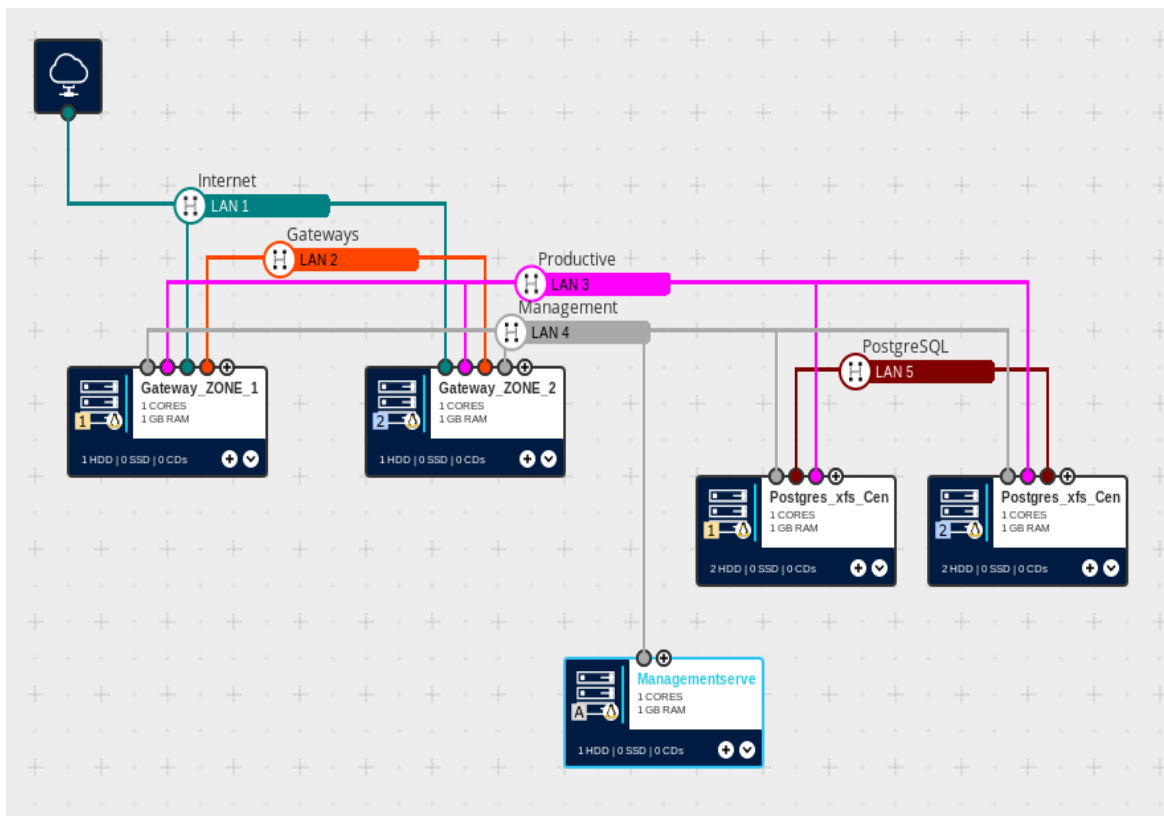 Internet
LAN 1
Gateways
LAN 2
Productive
LAN 3
Management
LAN 4
PostgreSQL
LAN 5
Gateway_ZONE_1
1 CORES
1 GB RAM
1
1 HDD | 0 SSD | 0 CDs
Gateway_ZONE_2
1 CORES
1 GB RAM
2
1 HDD | 0 SSD | 0 CDs
Postgres_xfs_Cen
1 CORES
1 GB RAM
1
2 HDD | 0 SSD | 0 CDs
Postgres_xfs_Cen
1 CORES
1 GB RAM
2
2 HDD | 0 SSD | 0 CDs
Managementserve
1 CORES
1 GB RAM
A
1 HDD | 0 SSD | 0 CDs